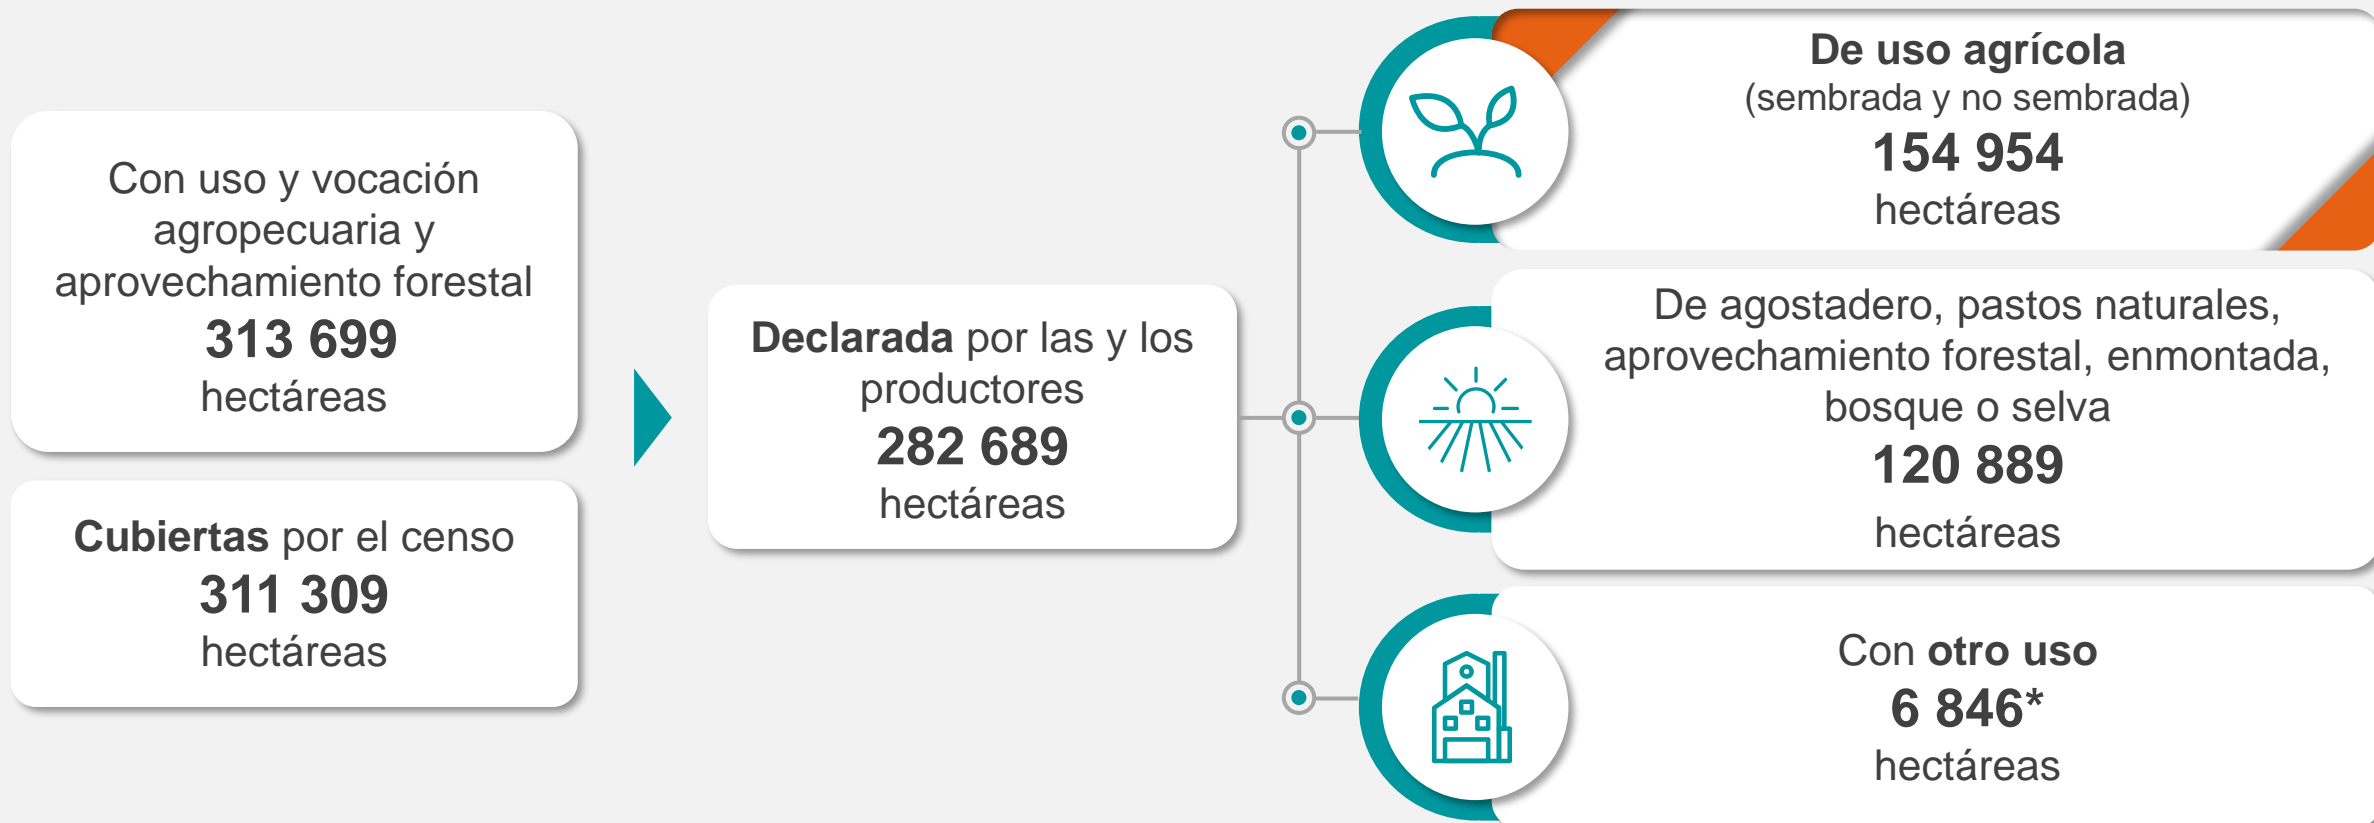 Con uso y vocación
agropecuaria y
aprovechamiento forestal
313 699
hectáreas
Cubiertas por el censo
311 309
hectáreas
Declarada por las y los
productores
282 689
hectáreas
De uso agrícola
(sembrada y no sembrada)
154 954
hectáreas
De agostadero, pastos naturales,
aprovechamiento forestal, enmontada,
bosque o selva
120 889
hectáreas
Con otro uso
6 846*
hectáreas